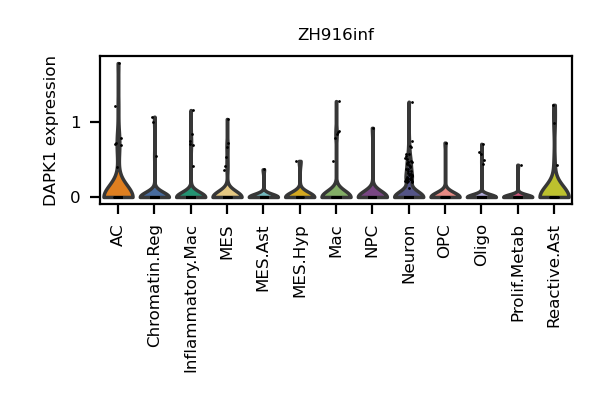 ZH916inf
DAPK1 expression
1
0
AC
Chromatin.Reg
Inflammatory.Mac
MES
MES.Ast
MES.Hyp
Mac
NPC
Neuron
OPC
Oligo
Prolif.Metab
Reactive.Ast